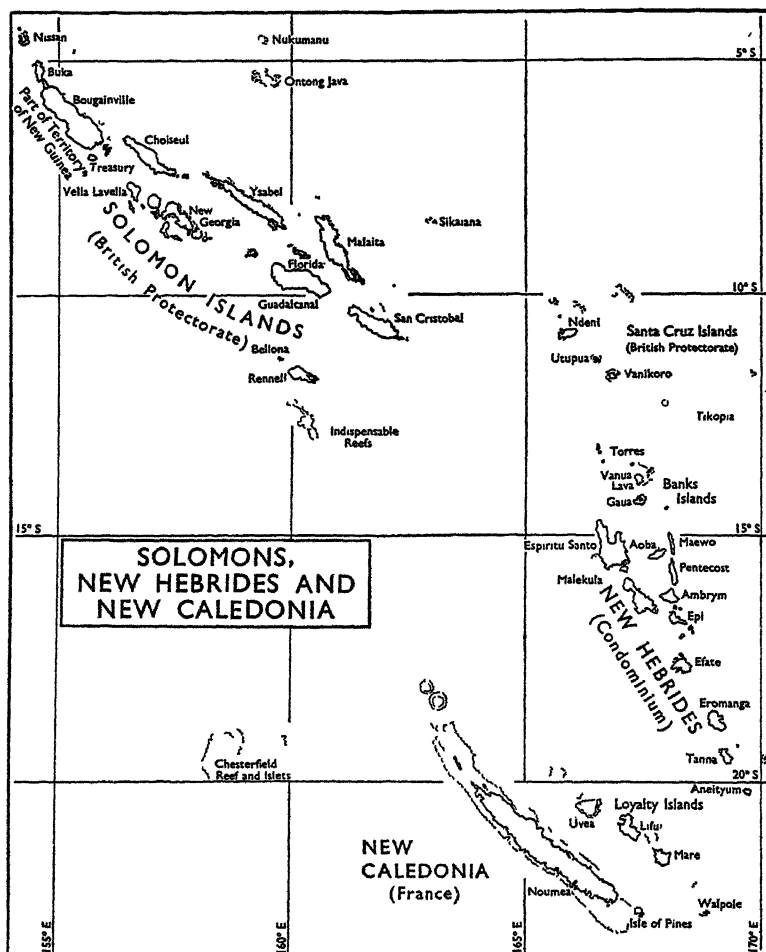 Nissan
Nukumanu
5° S
Buka
Ontong Java
Bougainville
Part of Territory
of New Guinea
Choiseul
Treasury
Vella Lavella
Ysabel
New
Georgia
Sikaiana
Malaita
SOLOMON ISLANDS
(British Protectorate)
Florida
Guadalcanal
10° S
San Cristobal
Ndeni
Santa Cruz Islands
(British Protectorate)
Bellona
Utupua
Rennell
Vanikoro
Tikopia
Indispensable
Reefs
Torres
Vanua
Lava
Banks
Islands
Gaua
15° S
15° S
SOLOMONS,
NEW HEBRIDES AND
NEW CALEDONIA
Espiritu Santo
Aoba
Maewo
Pentecost
Malekula
Ambrym
Epi
NEW HEBRIDES
(Condominium)
Efate
Eromanga
Chesterfield
Reef and Islets
Tanna
20° S
Aneityum
Loyalty Islands
Uvea
Lifu
Mare
NEW
CALEDONIA
(France)
Noumea
Walpole
Isle of Pines
155° E
160° E
165° E
170° E